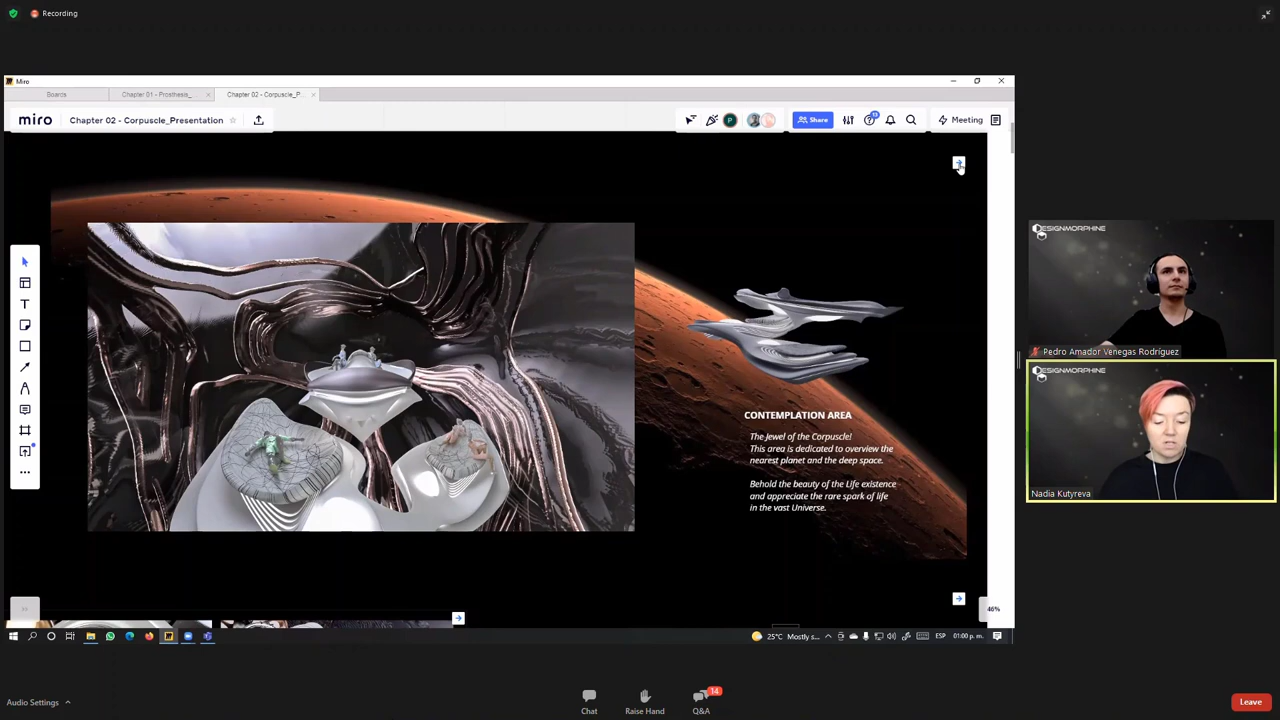 Recording
Miro
Boards
Chapter 01 - Prosthesis_...
Chapter 02 - Corpuscle_P...
miro
Chapter 02 - Corpuscle_Presentation
P
Share
13
Meeting
T
CONTEMPLATION AREA
The Jewel of the Corpuscle!
This area is dedicated to overview the
nearest planet and the deep space.
Behold the beauty of the Life existence
and appreciate the rare spark of life
in the vast Universe.
46%
25°C Mostly s...
ESP
01:00 p. m.
DESIGNMORPHINE
Pedro Amador Venegas Rodríguez
DESIGNMORPHINE
Nadia Kutyreva
Audio Settings
Chat
Raise Hand
14
Q&A
Leave